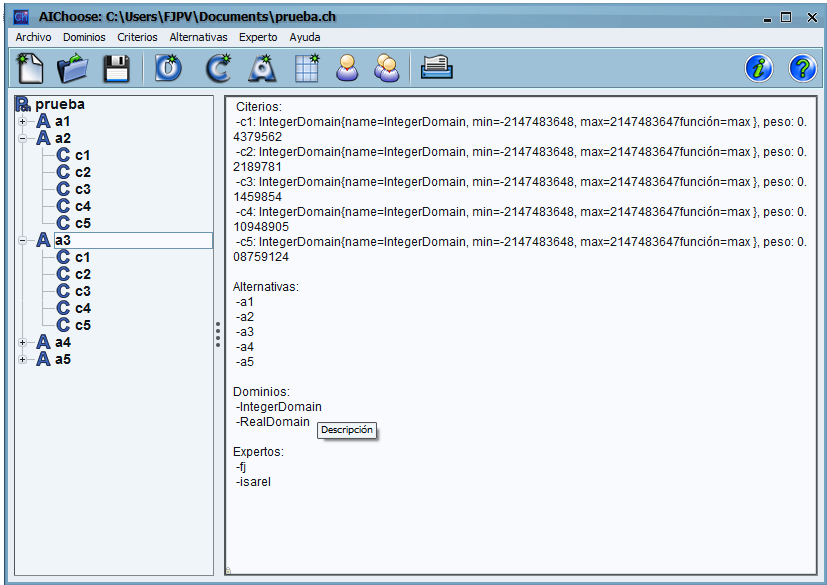 AIChoose: C:\Users\FJPV\Documents\prueba.ch
Archivo Dominios Criterios Alternativas Experto Ayuda
prueba
A a1
A a2
C c1
C c2
C c3
C c4
C c5
A a3
C c1
C c2
C c3
C c4
C c5
A a4
A a5
Citerios:
-c1: IntegerDomain{name=IntegerDomain, min=-2147483648, max=2147483647función=max }, peso: 0.
4379562
-c2: IntegerDomain{name=IntegerDomain, min=-2147483648, max=2147483647función=max }, peso: 0.
2189781
-c3: IntegerDomain{name=IntegerDomain, min=-2147483648, max=2147483647función=max }, peso: 0.
1459854
-c4: IntegerDomain{name=IntegerDomain, min=-2147483648, max=2147483647función=max }, peso: 0.
10948905
-c5: IntegerDomain{name=IntegerDomain, min=-2147483648, max=2147483647función=max }, peso: 0.
08759124
Alternativas:
-a1
-a2
-a3
-a4
-a5
Dominios:
-IntegerDomain
-RealDomain
Descripción
Expertos:
-fj
-isarel